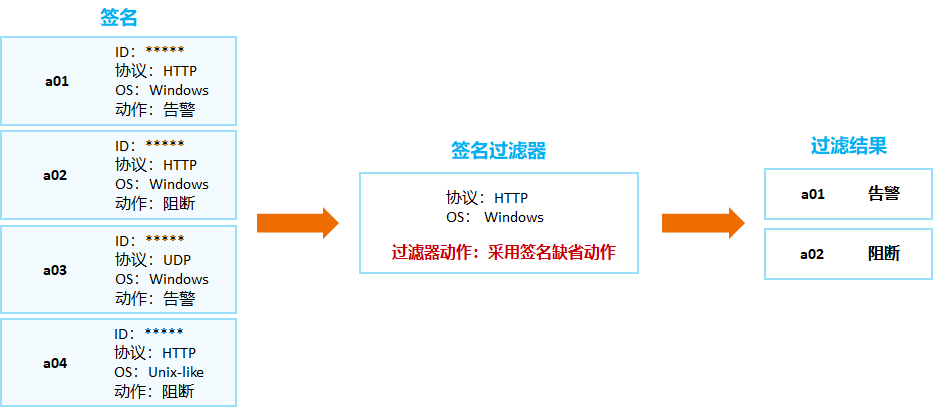 签名
a01
ID：*****
协议：HTTP
OS：Windows
动作：告警
a02
ID：*****
协议：HTTP
OS：Windows
动作：阻断
a03
ID：*****
协议：UDP
OS：Windows
动作：告警
a04
ID：*****
协议：HTTP
OS：Unix-like
动作：阻断
签名过滤器
协议：HTTP
OS： Windows
过滤器动作：采用签名缺省动作
过滤结果
a01 告警
a02 阻断